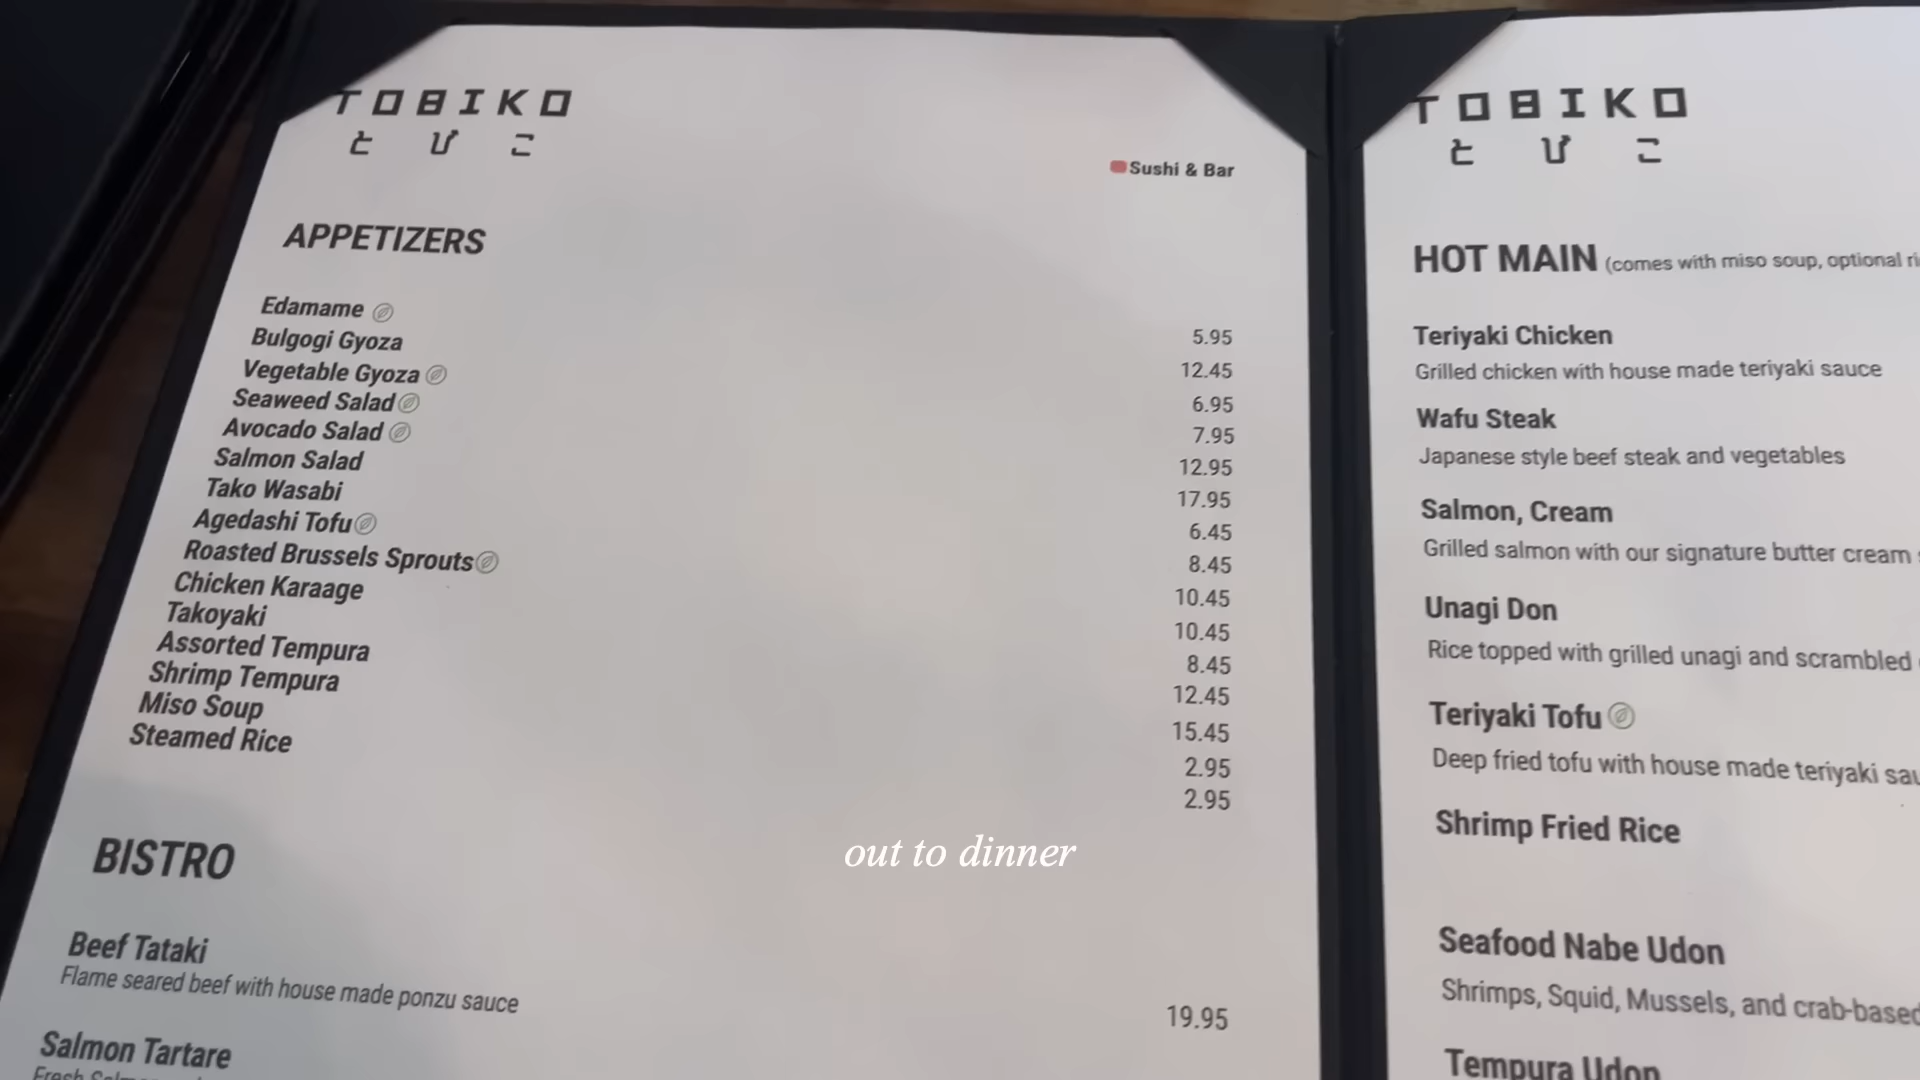 TOBIKO
とびこ
Sushi & Bar
APPETIZERS
Edamame 5.95
Bulgogi Gyoza 12.45
Vegetable Gyoza 6.95
Seaweed Salad 7.95
Avocado Salad 12.95
Salmon Salad 17.95
Tako Wasabi 6.45
Agedashi Tofu 8.45
Roasted Brussels Sprouts 10.45
Chicken Karaage 10.45
Takoyaki 8.45
Assorted Tempura 12.45
Shrimp Tempura 15.45
Miso Soup 2.95
Steamed Rice 2.95
BISTRO
Beef Tataki
Flame seared beef with house made ponzu sauce 19.95
Salmon Tartare
out to dinner
TOBIKO
とびこ
HOT MAIN (comes with miso soup, optional
Teriyaki Chicken
Grilled chicken with house made teriyaki sauce
Wafu Steak
Japanese style beef steak and vegetables
Salmon, Cream
Grilled salmon with our signature butter cream
Unagi Don
Rice topped with grilled unagi and scrambled
Teriyaki Tofu
Deep fried tofu with house made teriyaki
Shrimp Fried Rice
Seafood Nabe Udon
Shrimps, Squid, Mussels, and crab-based
Tempura Udon